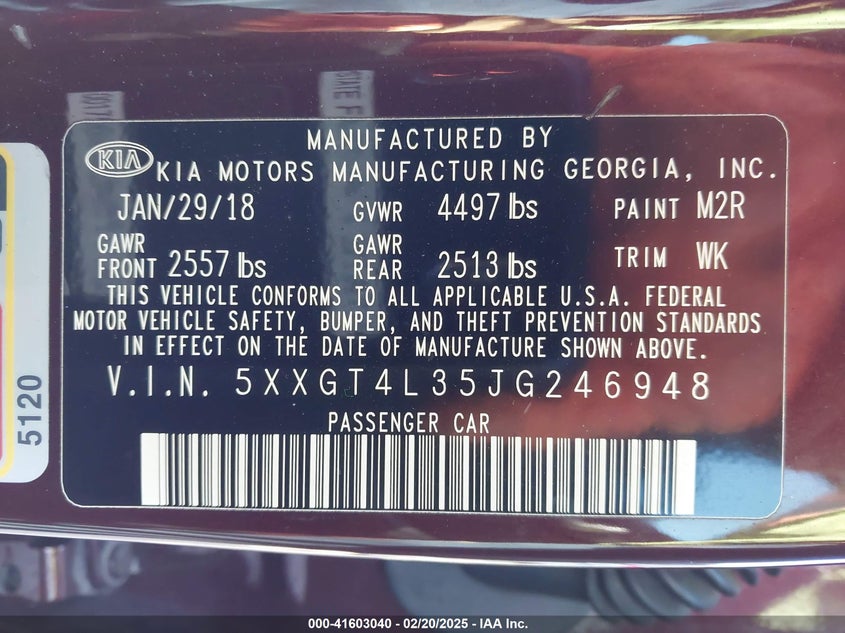 MANUFACTURED BY
KIA KIA MOTORS MANUFACTURING GEORGIA, INC.
JAN/29/18 GVWR 4497 lbs PAINT M2R
GAWR FRONT 2557 lbs GAWR REAR 2513 lbs TRIM WK
THIS VEHICLE CONFORMS TO ALL APPLICABLE U.S.A. FEDERAL
MOTOR VEHICLE SAFETY, BUMPER, AND THEFT PREVENTION STANDARDS
IN EFFECT ON THE DATE OF MANUFACTURE SHOWN ABOVE.
V.I.N. 5XXGT4L35JG246948
PASSENGER CAR
5120
000-41603040 - 02/20/2025 - IAA Inc.